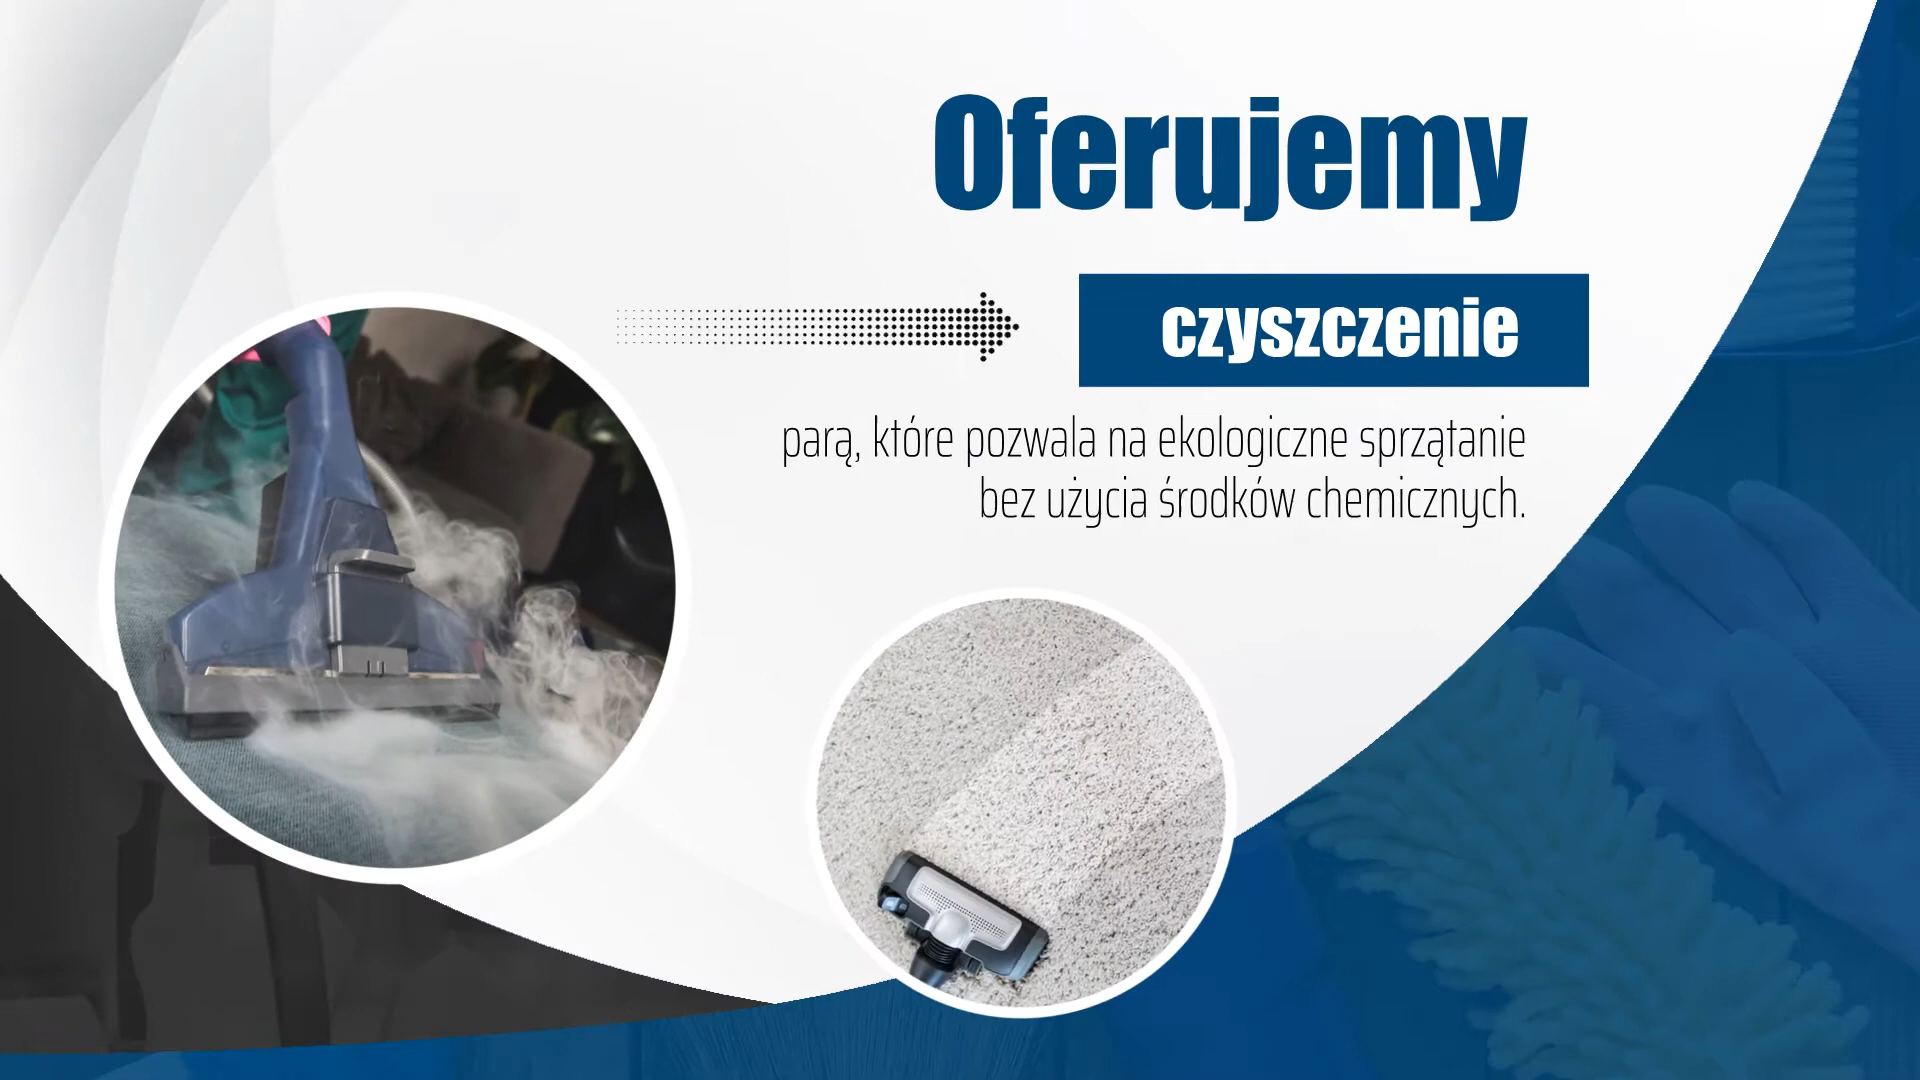 Oferujemy
czyszczenie
parą, które pozwala na ekologiczne sprzątanie
bez użycia środków chemicznych.